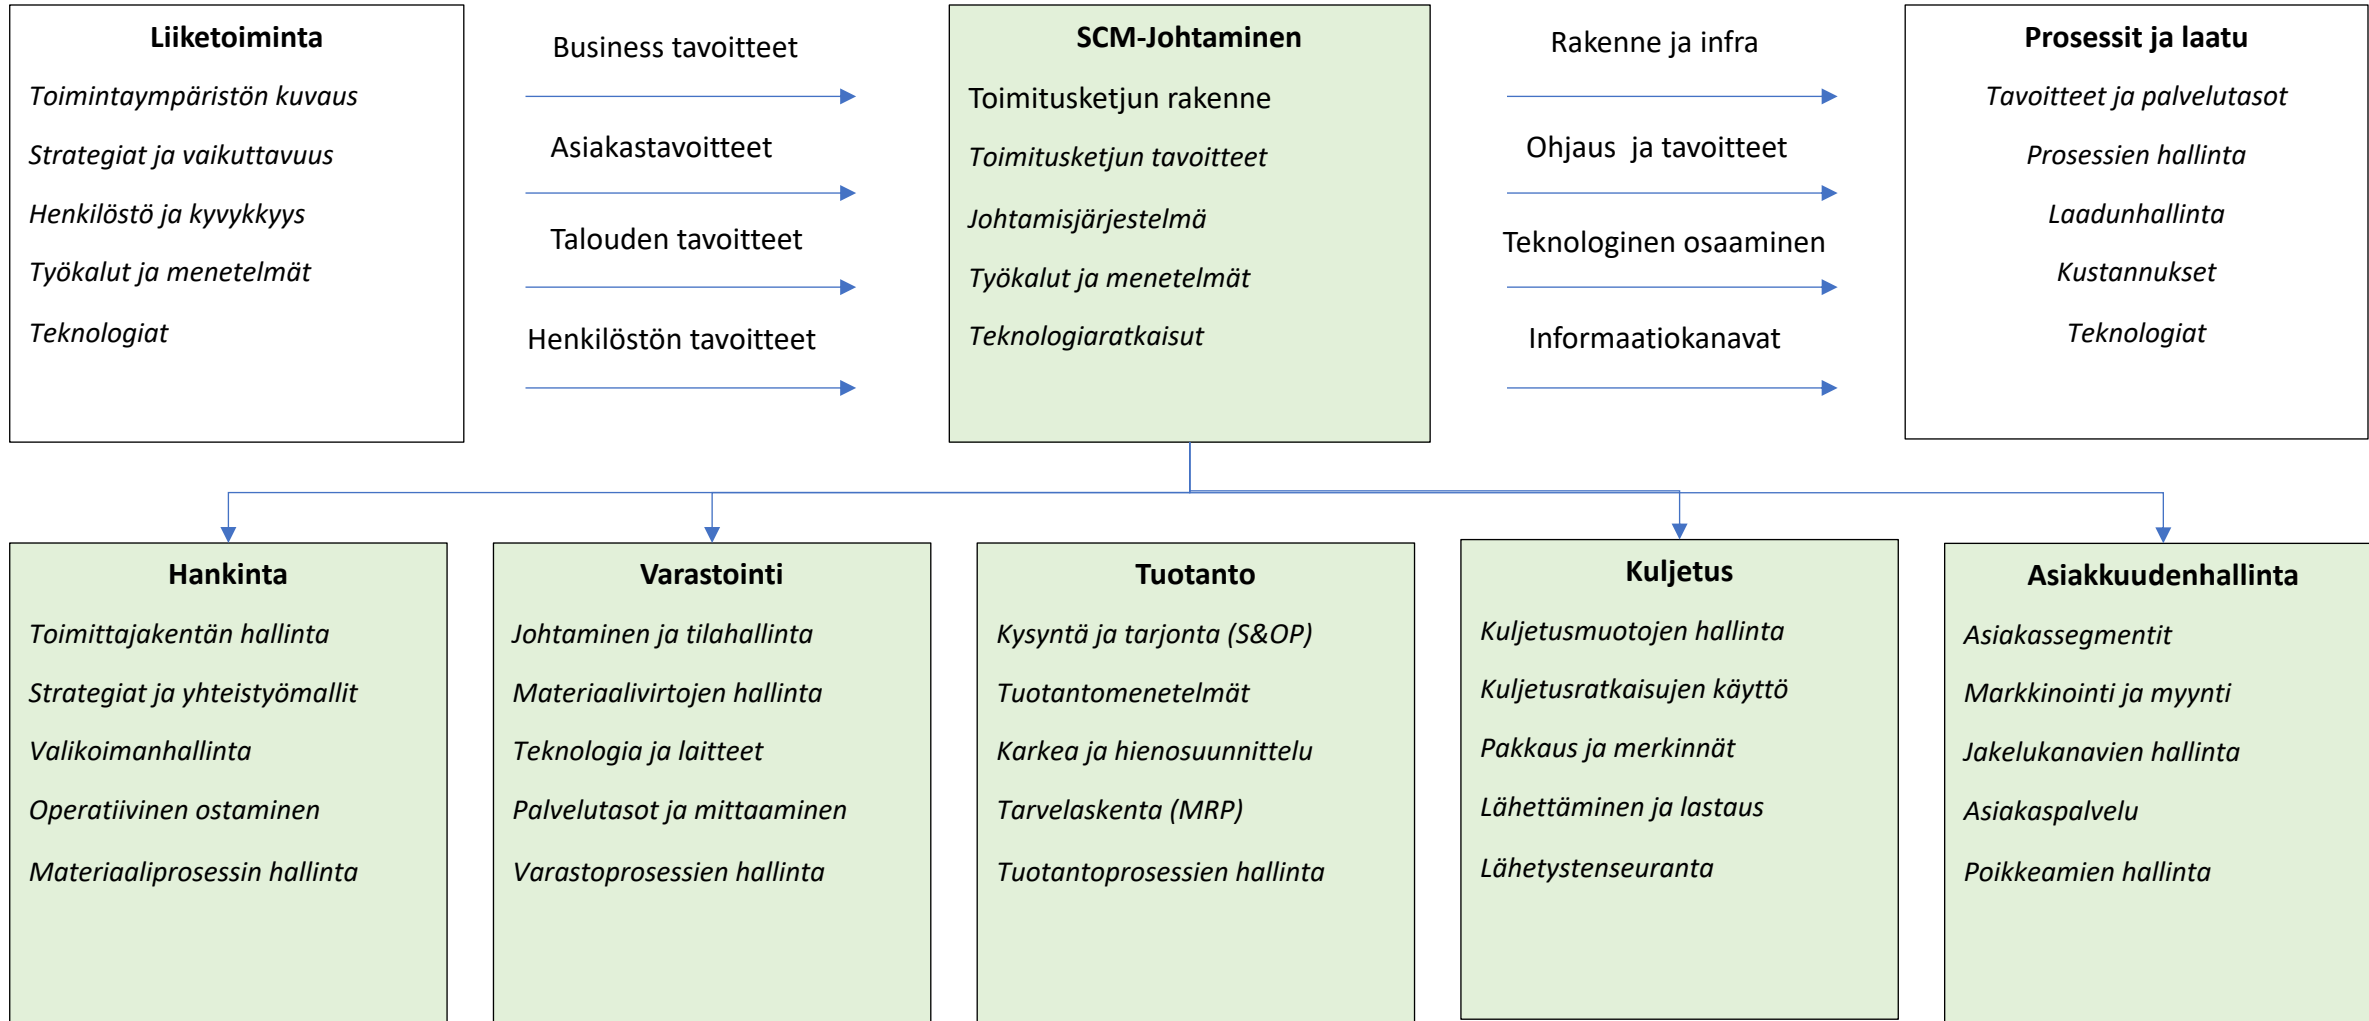 Liiketoiminta
Toimintaympäristön kuvaus
Strategiat ja vaikuttavuus
Henkilöstö ja kyvykkyys
Työkalut ja menetelmät
Teknologiat
Business tavoitteet
Asiakastavoitteet
Talouden tavoitteet
Henkilöstön tavoitteet
SCM-Johtaminen
Toimitusketjun rakenne
Toimitusketjun tavoitteet
Johtamisjärjestelmä
Työkalut ja menetelmät
Teknologiaratkaisut
Rakenne ja infra
Ohjaus ja tavoitteet
Teknologinen osaaminen
Informaatiokanavat
Prosessit ja laatu
Tavoitteet ja palvelutasot
Prosessien hallinta
Laadunhallinta
Kustannukset
Teknologiat
Hankinta
Toimittajakentän hallinta
Strategiat ja yhteistyömallit
Valikoimanhallinta
Operatiivinen ostaminen
Materiaaliprosessin hallinta
Varastointi
Johtaminen ja tilahallinta
Materiaalivirtojen hallinta
Teknologia ja laitteet
Palvelutasot ja mittaaminen
Varastoprosessien hallinta
Tuotanto
Kysyntä ja tarjonta (S&OP)
Tuotantomenetelmät
Karkea ja hienosuunnittelu
Tarvelaskenta (MRP)
Tuotantoprosessien hallinta
Kuljetus
Kuljetusmuotojen hallinta
Kuljetusratkaisujen käyttö
Pakkaus ja merkinnät
Lähettäminen ja lastaus
Lähetystenseuranta
Asiakkuudenhallinta
Asiakassegmentit
Markkinointi ja myynti
Jakelukanavien hallinta
Asiakaspalvelu
Poikkeamien hallinta